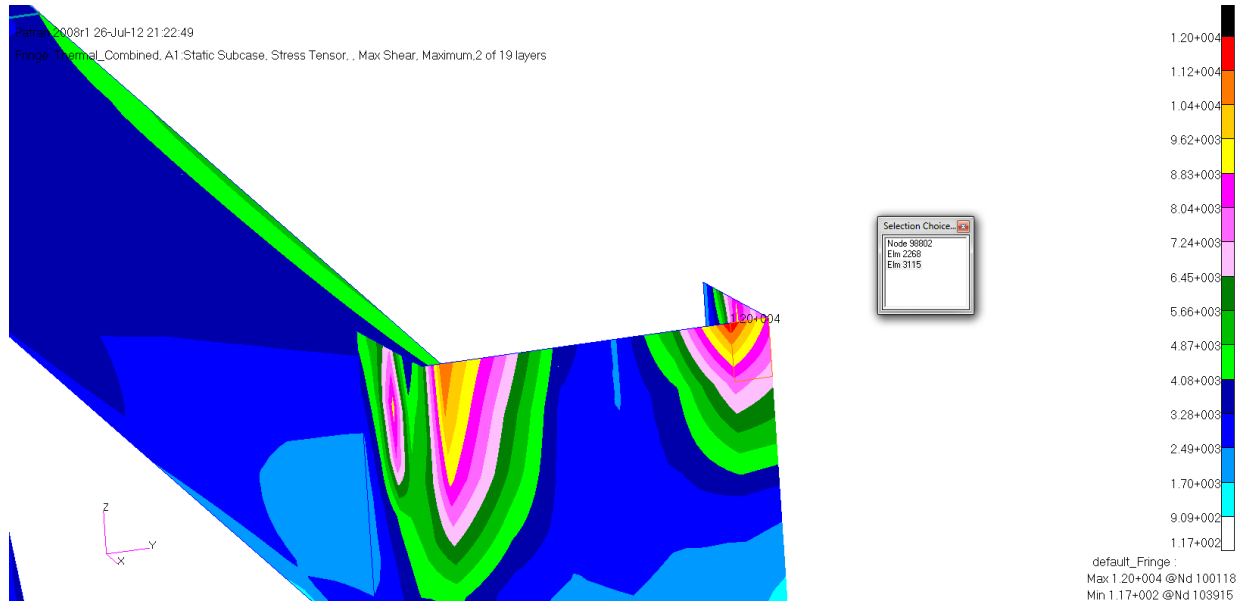 Patran 2008r1 26-Jul-12 21:22:49
Fringe: Thermal_Combined, A1:Static Subcase, Stress Tensor, , Max Shear, Maximum,2 of 19 layers
1.20+004
1.12+004
1.04+004
9.62+003
8.83+003
8.04+003
7.24+003
6.45+003
5.66+003
4.87+003
4.08+003
3.28+003
2.49+003
1.70+003
9.09+002
1.17+002
Selection Choice...
Node 98802
Elm 2268
Elm 3115
1.20+004
Z
Y
X
default_Fringe :
Max 1.20+004 @Nd 100118
Min 1.17+002 @Nd 103915